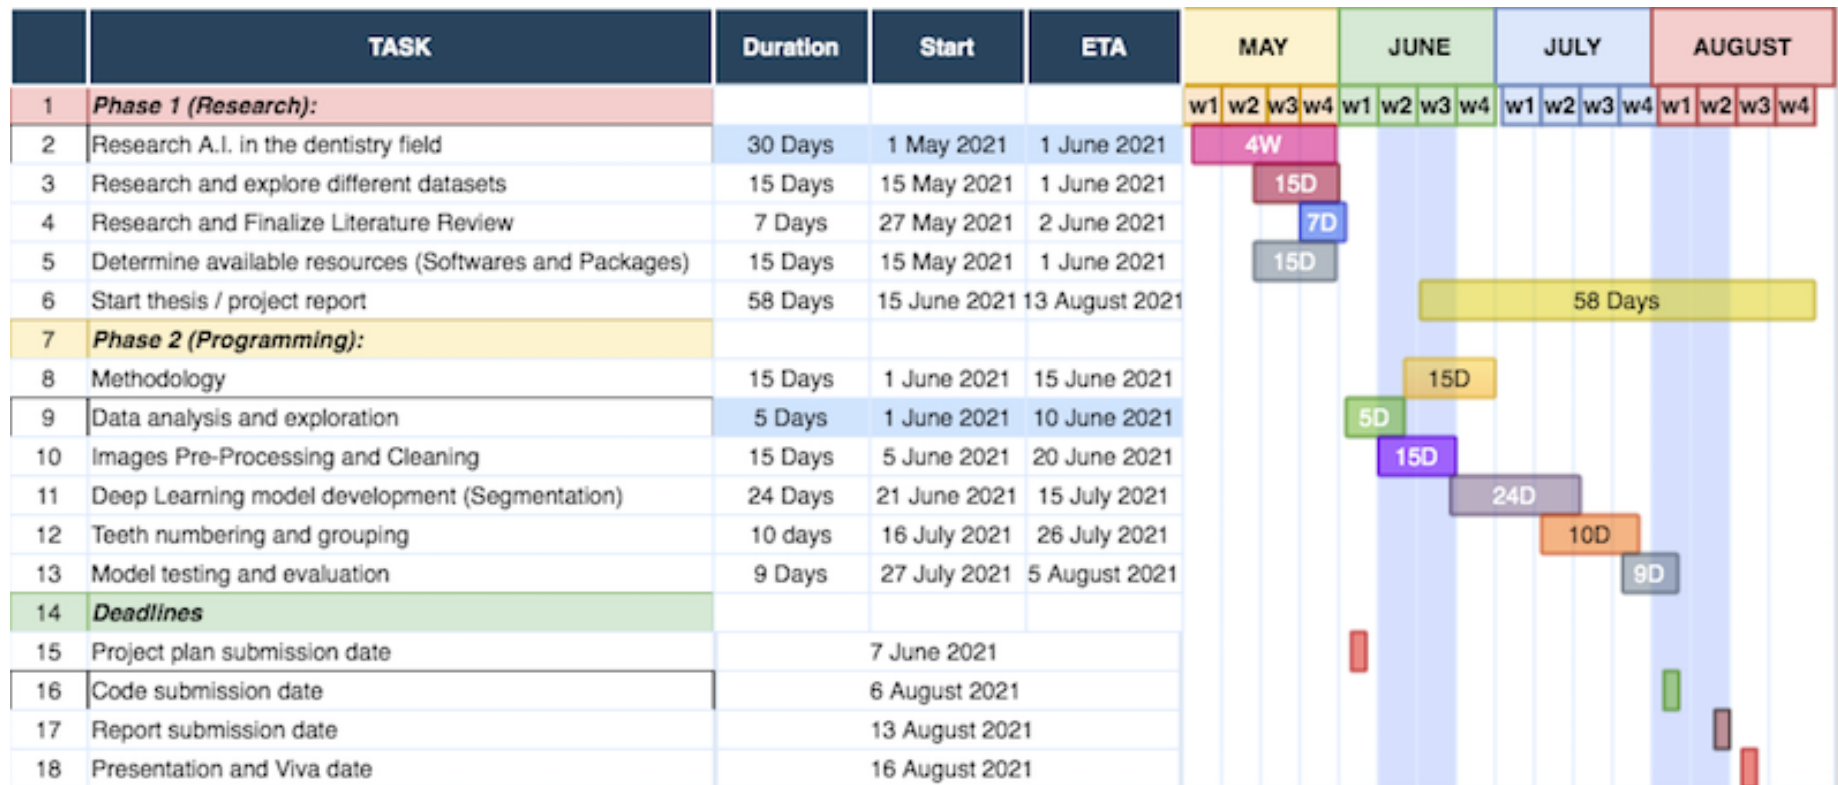 TASK Duration Start ETA MAY JUNE JULY AUGUST
1 Phase 1 (Research): w1 w2 w3 w4 w1 w2 w3 w4 w1 w2 w3 w4 w1 w2 w3 w4
2 Research A.I. in the dentistry field 30 Days 1 May 2021 1 June 2021 4W
3 Research and explore different datasets 15 Days 15 May 2021 1 June 2021 15D
4 Research and Finalize Literature Review 7 Days 27 May 2021 2 June 2021 7D
5 Determine available resources (Softwares and Packages) 15 Days 15 May 2021 1 June 2021 15D
6 Start thesis / project report 58 Days 15 June 2021 13 August 2021 58 Days
7 Phase 2 (Programming):
8 Methodology 15 Days 1 June 2021 15 June 2021 15D
9 Data analysis and exploration 5 Days 1 June 2021 10 June 2021 5D
10 Images Pre-Processing and Cleaning 15 Days 5 June 2021 20 June 2021 15D
11 Deep Learning model development (Segmentation) 24 Days 21 June 2021 15 July 2021 24D
12 Teeth numbering and grouping 10 days 16 July 2021 26 July 2021 10D
13 Model testing and evaluation 9 Days 27 July 2021 5 August 2021 9D
14 Deadlines
15 Project plan submission date 7 June 2021
16 Code submission date 6 August 2021
17 Report submission date 13 August 2021
18 Presentation and Viva date 16 August 2021